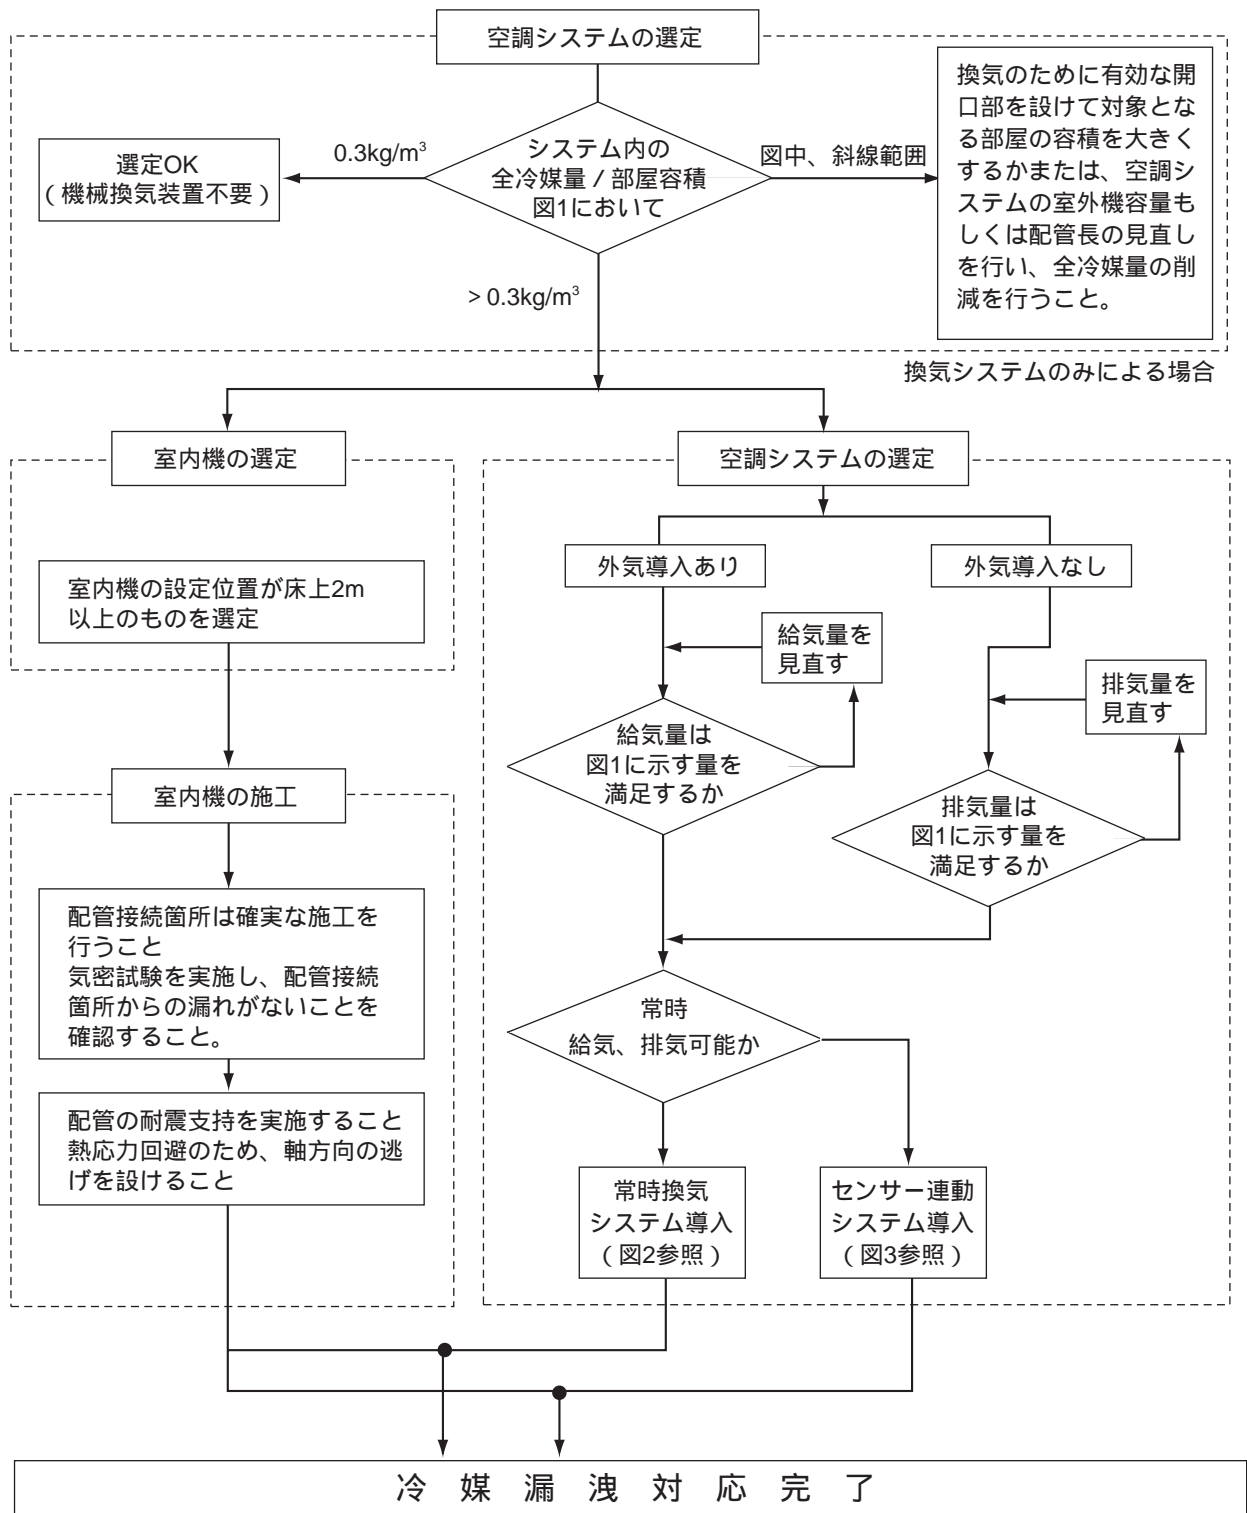 空調システムの選定
換気のために有効な開
口部を設けて対象とな
る部屋の容積を大きく
するかまたは、空調シ
ステムの室外機容量も
しくは配管長の見直し
を行い、全冷媒量の削
減を行うこと。
選定OK
（機械換気装置不要）
0.3kg/m³
システム内の
全冷媒量 / 部屋容積
図1において
図中、斜線範囲
> 0.3kg/m³
換気システムのみによる場合
室内機の選定
空調システムの選定
室内機の設定位置が床上2m
以上のものを選定
外気導入あり
外気導入なし
給気量を
見直す
排気量を
見直す
給気量は
図1に示す量を
満足するか
排気量は
図1に示す量を
満足するか
室内機の施工
配管接続箇所は確実な施工を
行うこと
気密試験を実施し、配管接続
箇所からの漏れがないことを
確認すること。
配管の耐震支持を実施すること
熱応力回避のため、軸方向の逃
げを設けること
常時
給気、排気可能か
常時換気
システム導入
（図2参照）
センサー連動
システム導入
（図3参照）
冷媒漏洩対応完了